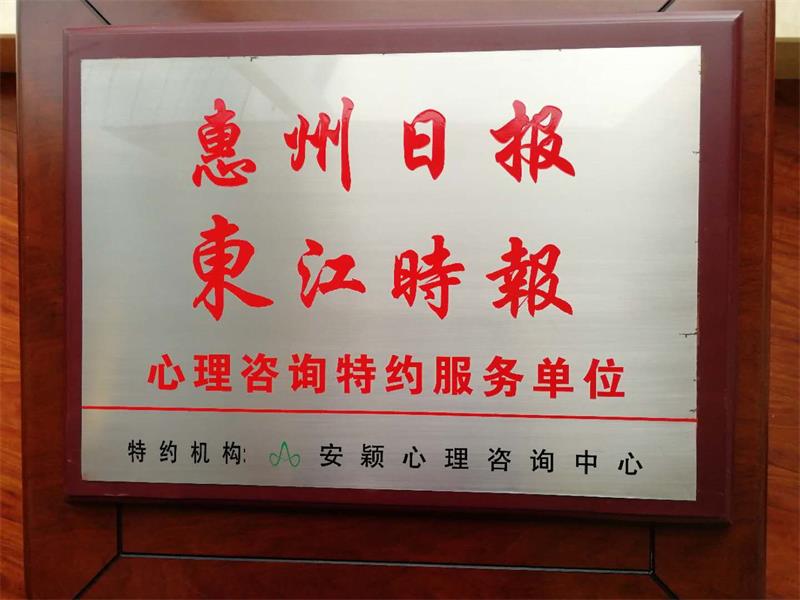 惠州日报
東江時報
心理咨询特约服务单位
特约机构: 安颖心理咨询中心